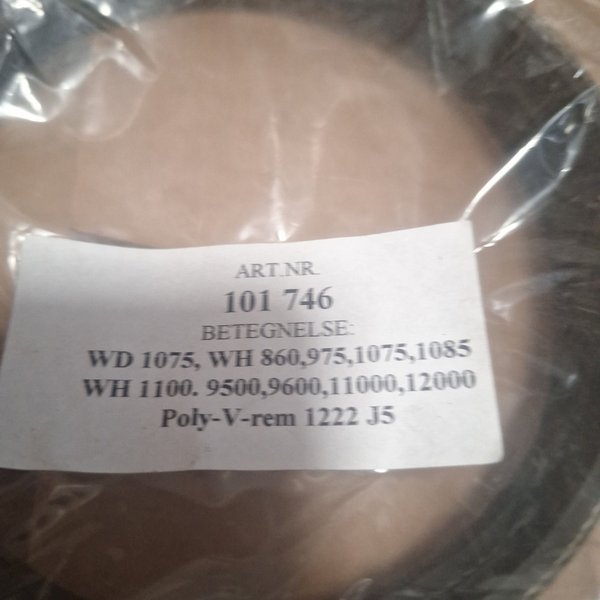 ART.NR.
101 746
BETEGNELSE:
WD 1075, WH 860,975,1075,1085
WH 1100. 9500,9600,11000,12000
Poly-V-rem 1222 J5